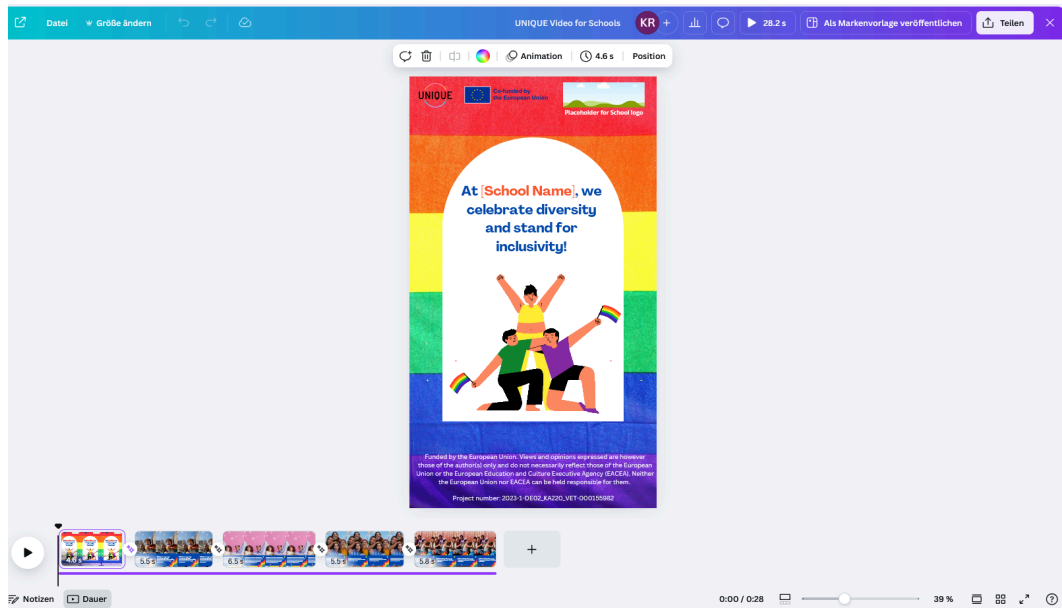 Datei
Größe ändern
UNIQUE Video for Schools
KR
+
28.2 s
Als Markenvorlage veröffentlichen
Teilen
Animation
4.6 s
Position
UNIQUE
Co-funded by
the European Union
Placeholder for School logo
At [School Name], we
celebrate diversity
and stand for
inclusivity!
Funded by the European Union. Views and opinions expressed are however
those of the author(s) only and do not necessarily reflect those of the European
Union or the European Education and Culture Executive Agency (EACEA). Neither
the European Union nor EACEA can be held responsible for them.
Project number: 2023-1-DE02_KA220_VET-000155982
5.5 s
6.5 s
5.5 s
5.8 s
+
Notizen
Dauer
0:00 / 0:28
39 %
?